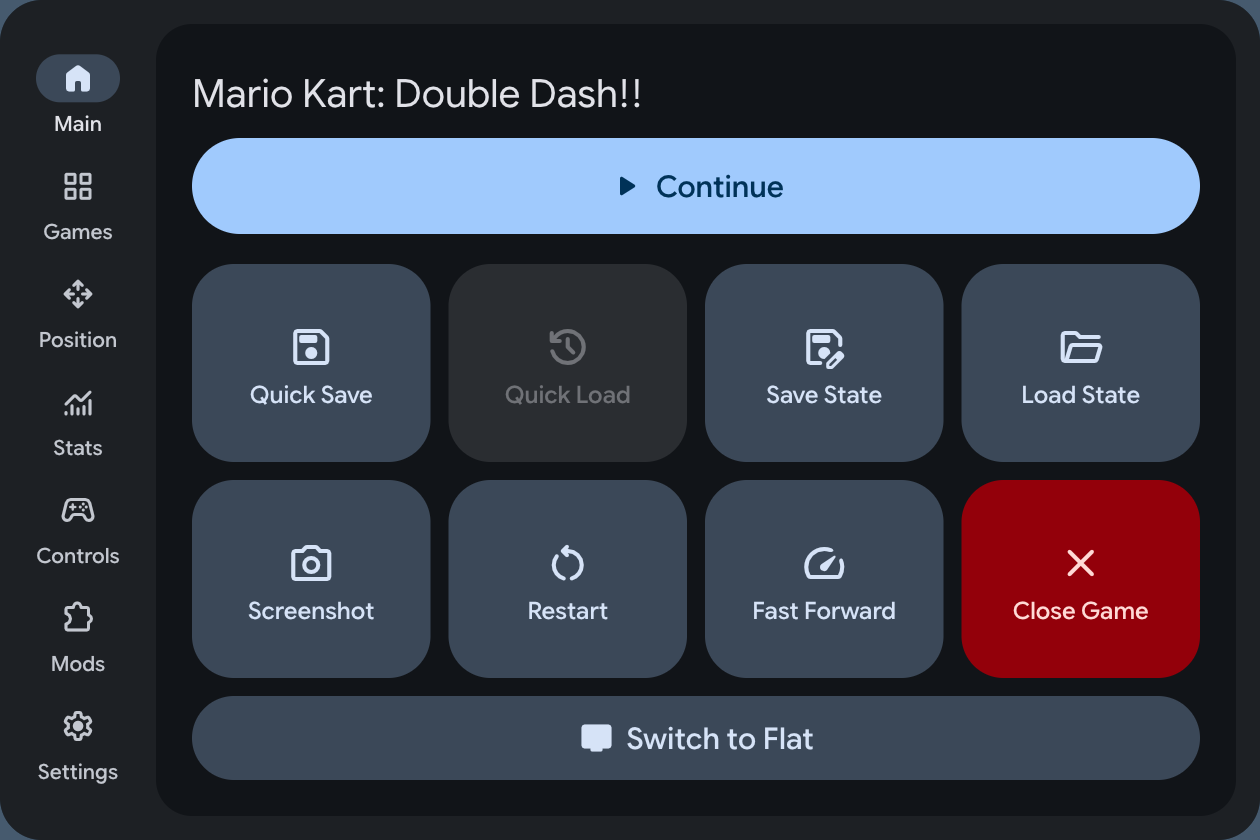 Main
Games
Position
Stats
Controls
Mods
Settings
Mario Kart: Double Dash!!
Continue
Quick Save
Quick Load
Save State
Load State
Screenshot
Restart
Fast Forward
Close Game
Switch to Flat